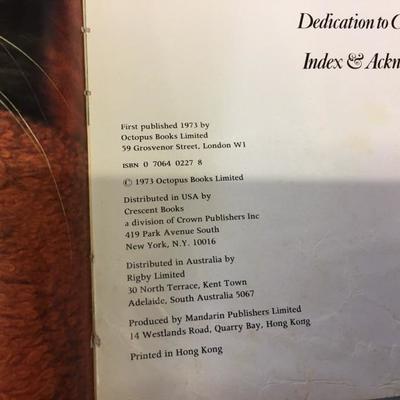 Dedication to C
Index & Ackn
First published 1973 by
Octopus Books Limited
59 Grosvenor Street, London W1
ISBN 0 7064 0227 8
© 1973 Octopus Books Limited
Distributed in USA by
Crescent Books
a division of Crown Publishers Inc
419 Park Avenue South
New York, N.Y. 10016
Distributed in Australia by
Rigby Limited
30 North Terrace, Kent Town
Adelaide, South Australia 5067
Produced by Mandarin Publishers Limited
14 Westlands Road, Quarry Bay, Hong Kong
Printed in Hong Kong